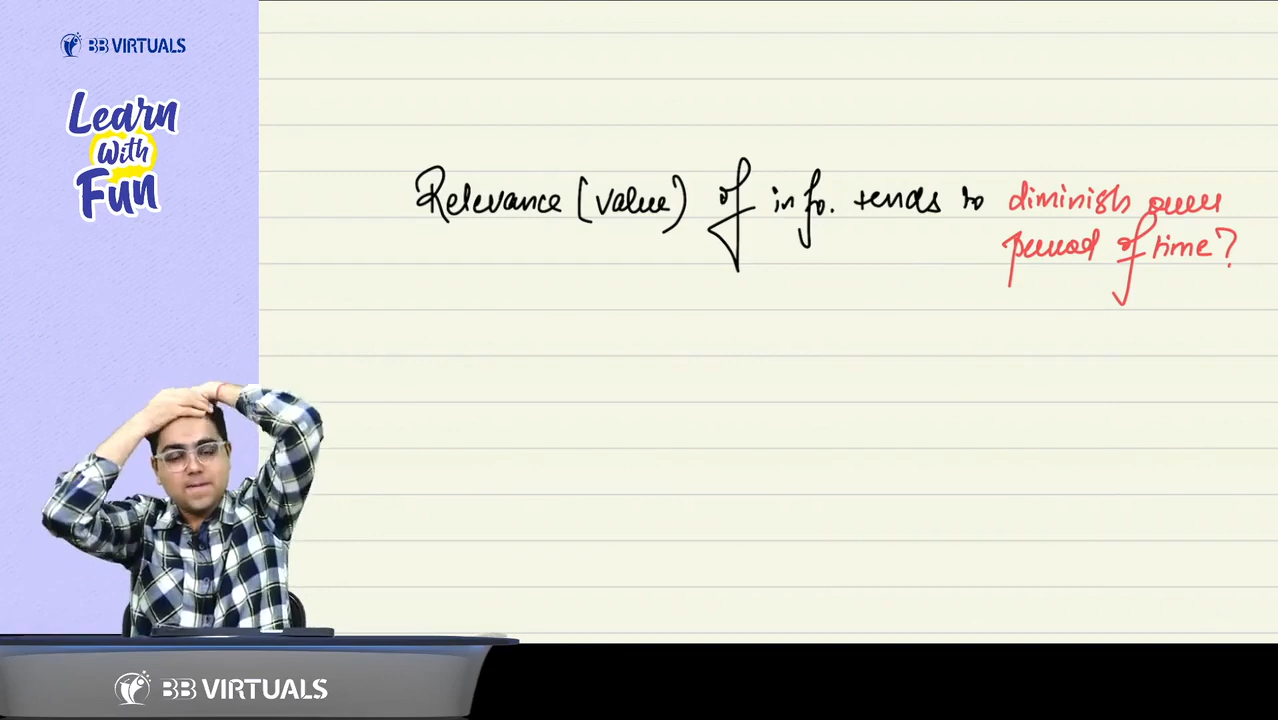 BB VIRTUALS
Learn
With
Fun
Relevance (value) of info. tends to diminish over
period of time?
BB VIRTUALS